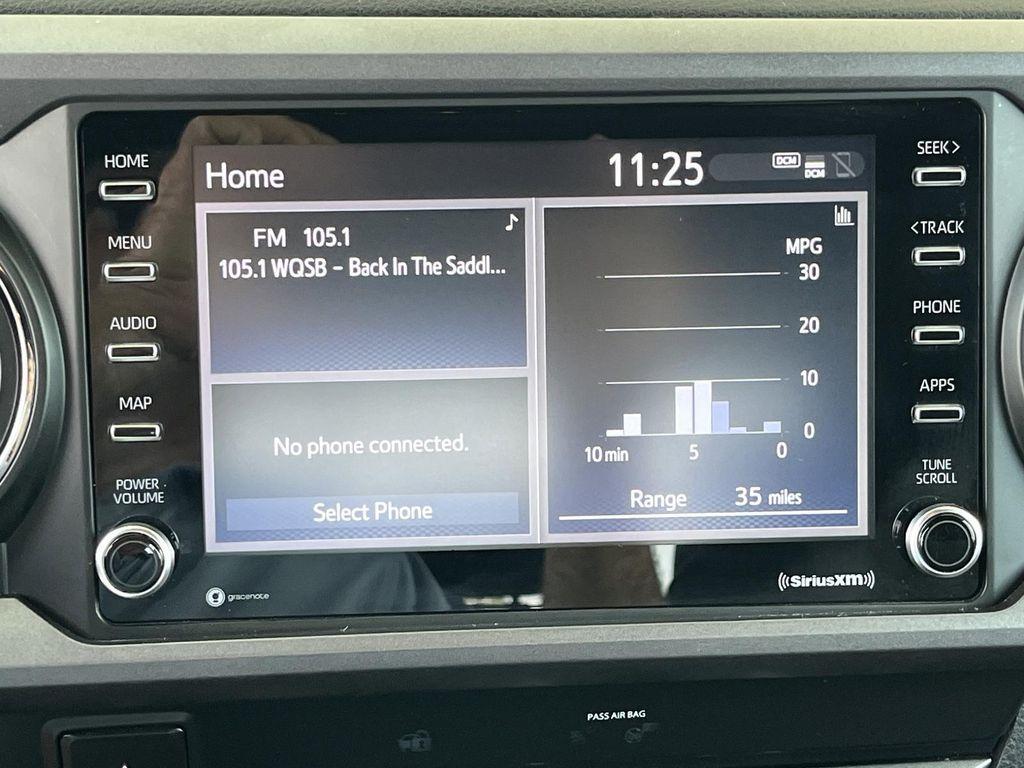 HOME
MENU
AUDIO
MAP
POWER
VOLUME
Home
11:25
DCM
DCM
FM 105.1
105.1 WQSB – Back In The Saddl...
No phone connected.
Select Phone
MPG
30
20
10
0
10 min
5
0
Range 35 miles
SEEK>
<TRACK
PHONE
APPS
TUNE
SCROLL
gracenote
((SiriusXM))
PASS AIR BAG